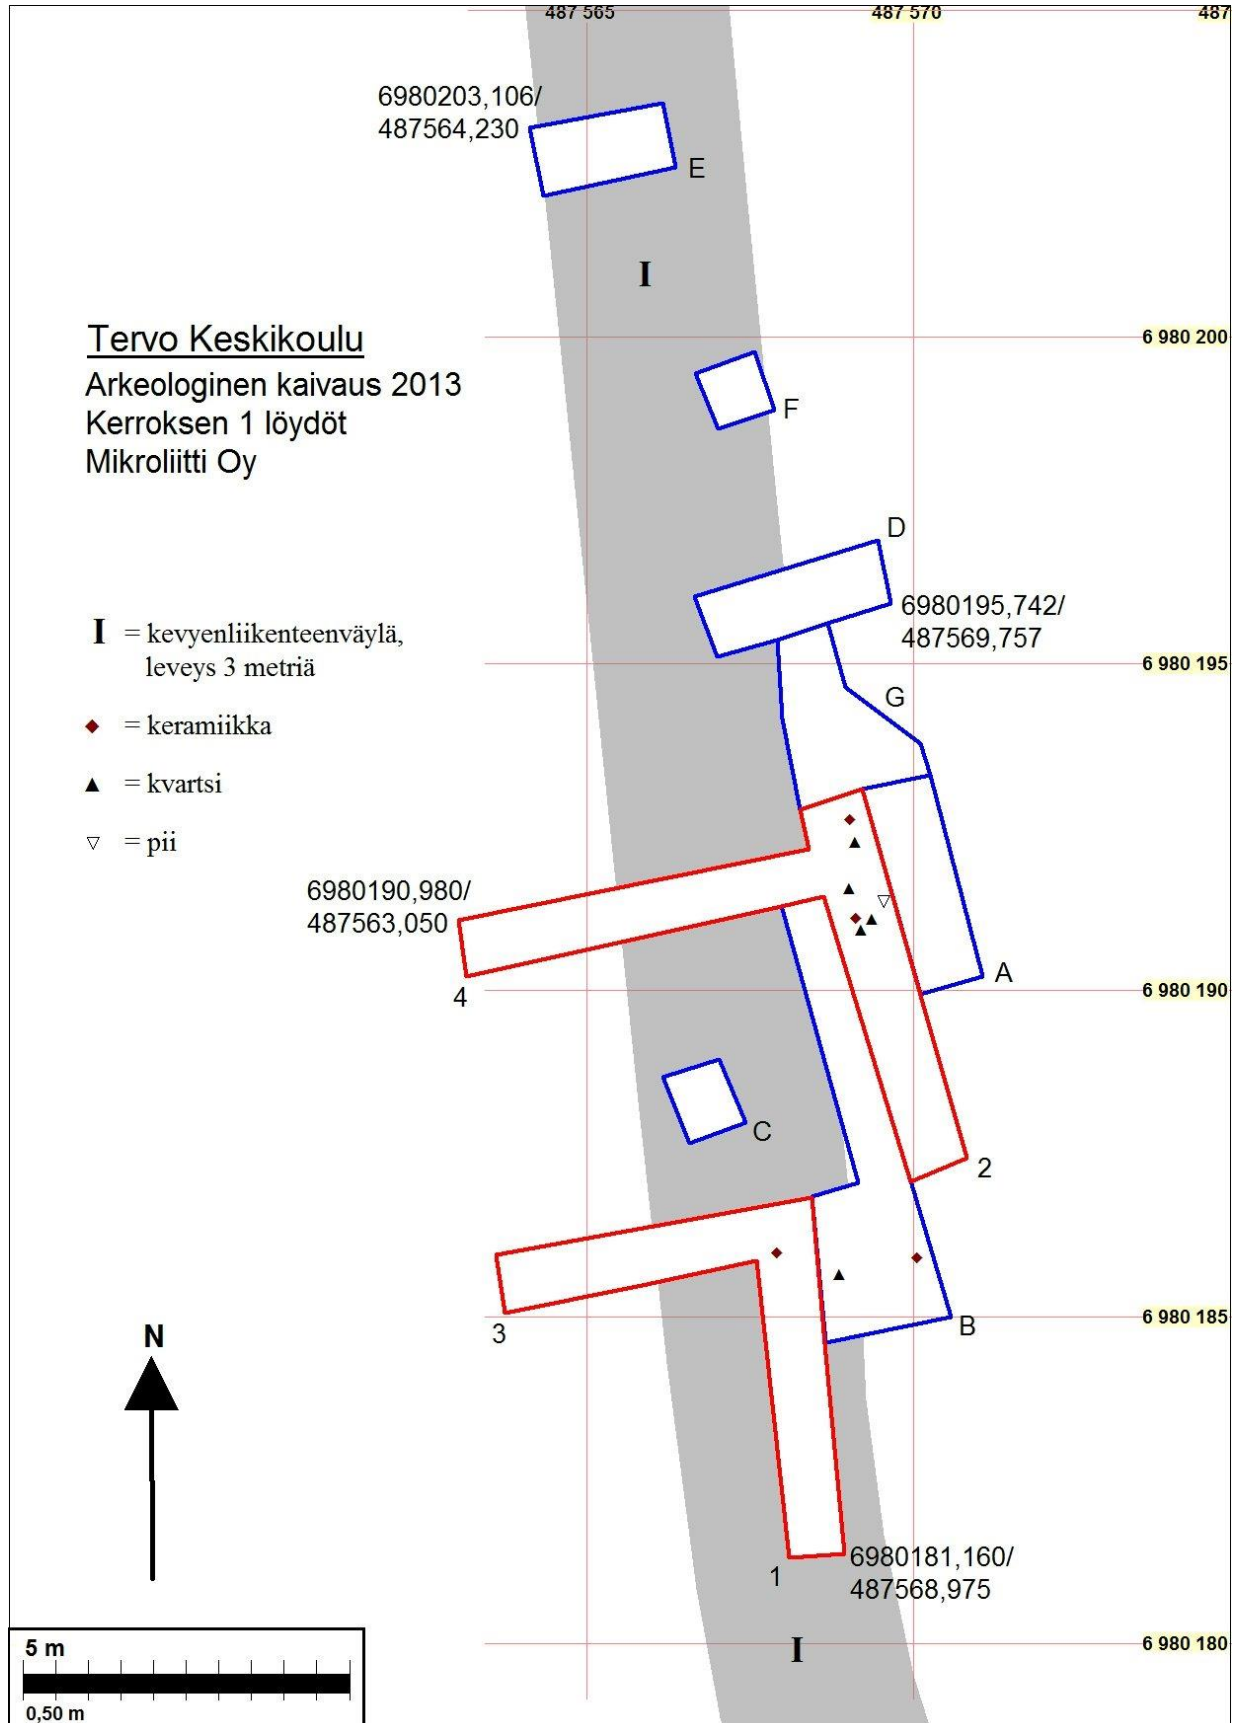 487 565
487 570
487
6980203,106/
487564,230
E
I
Tervo Keskikoulu
Arkeologinen kaivaus 2013
Kerroksen 1 löydöt
Mikroliitti Oy
6 980 200
F
D
6980195,742/
487569,757
I = kevyenliikenteenväylä,
leveys 3 metriä
6 980 195
G
= keramiikka
= kvartsi
= pii
6980190,980/
487563,050
4
A
6 980 190
C
2
3
B
6 980 185
N
1
6980181,160/
487568,975
I
6 980 180
5 m
0,50 m